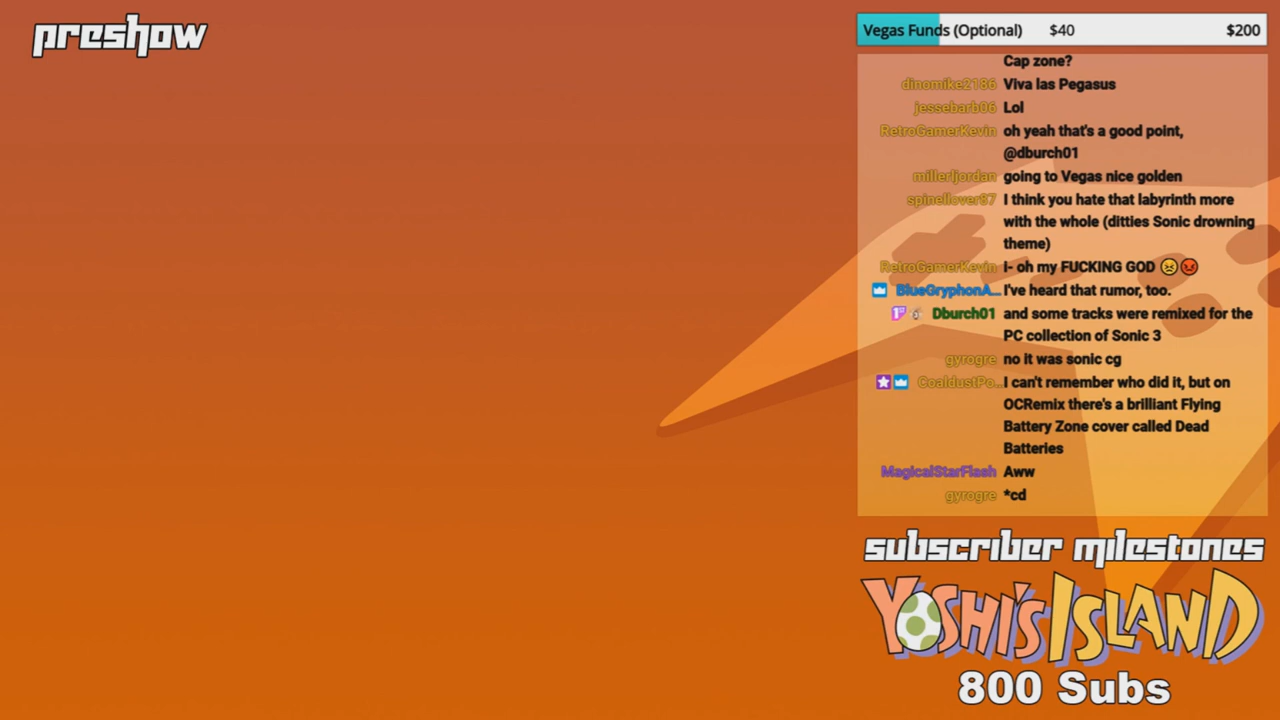 preshow
Vegas Funds (Optional) $40 $200
Cap zone?
dinomike2186 Viva las Pegasus
jessebarb06 Lol
RetroGamerKevin oh yeah that's a good point,
@dburch01
millerljordan going to Vegas nice golden
spinellover87 I think you hate that labyrinth more
with the whole (ditties Sonic drowning
theme)
RetroGamerKevin i- oh my FUCKING GOD 😣😡
BlueGryphonA... I've heard that rumor, too.
Dburch01 and some tracks were remixed for the
PC collection of Sonic 3
gyrogre no it was sonic cg
CoaldustPo... I can't remember who did it, but on
OCRemix there's a brilliant Flying
Battery Zone cover called Dead
Batteries
MagicalStarFlash Aww
gyrogre *cd
subscriber milestones
YOSHI'S ISLAND
800 Subs